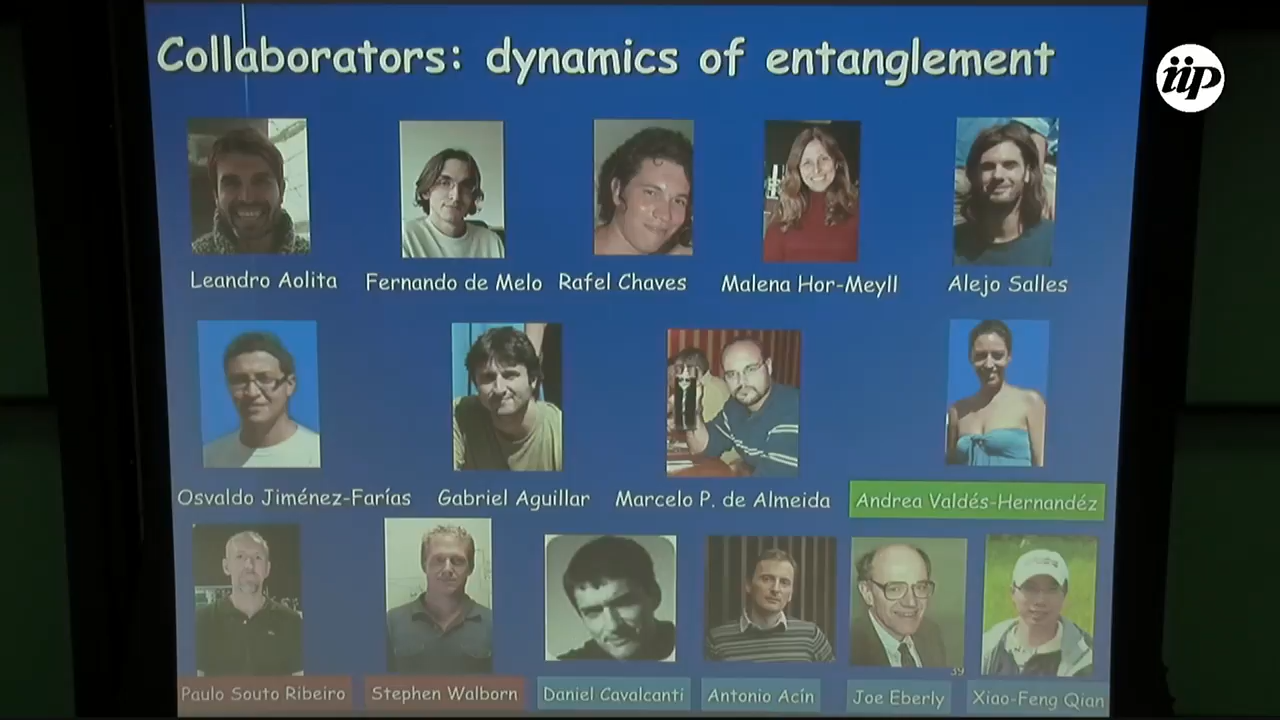 Collaborators: dynamics of entanglement
iip
Leandro Aolita Fernando de Melo Rafel Chaves Malena Hor-Meyll Alejo Salles
Osvaldo Jiménez-Farías Gabriel Aguillar Marcelo P. de Almeida Andrea Valdés-Hernandéz
39
Paulo Souto Ribeiro Stephen Walborn Daniel Cavalcanti Antonio Acín Joe Eberly Xiao-Feng Qian